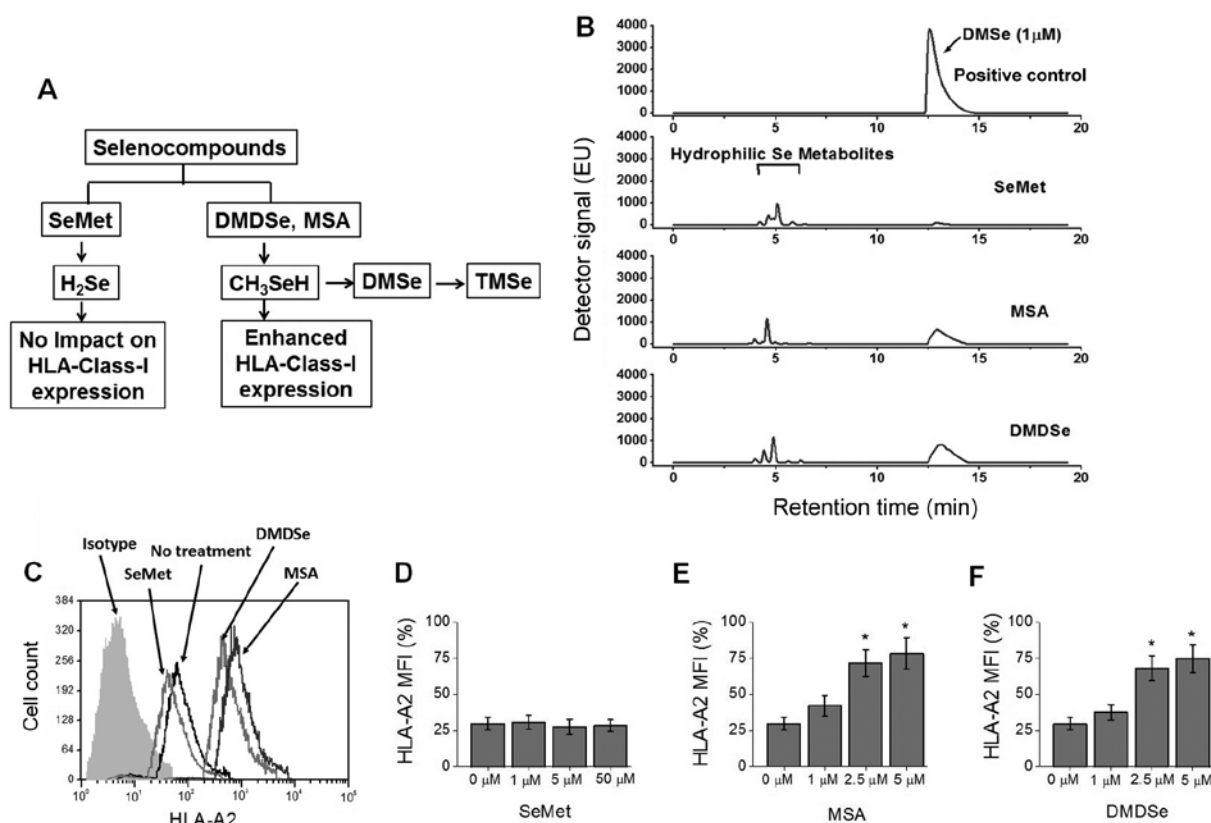 A
Selenocompounds
SeMet
DMDSe, MSA
H₂Se
CH₃SeH
DMSe
TMSe
No Impact on
HLA-Class-I
expression
Enhanced
HLA-Class-I
expression
B
Detector signal (EU)
4000
3000
2000
1000
0
DMSe (1μM)
Positive control
0 5 10 15 20
4000
3000
2000
1000
0
Hydrophilic Se Metabolites
SeMet
0 5 10 15 20
4000
3000
2000
1000
0
MSA
0 5 10 15 20
4000
3000
2000
1000
0
DMDSe
0 5 10 15 20
Retention time (min)
C
Isotype
SeMet
No treatment
DMDSe
MSA
Cell count
384
320
256
192
128
64
0
10⁰ 10¹ 10² 10³ 10⁴ 10⁵
HLA-A2
D
HLA-A2 MFI (%)
100
75
50
25
0
0 μM 1 μM 5 μM 50 μM
SeMet
E
HLA-A2 MFI (%)
100
75
50
25
0
* *
0 μM 1 μM 2.5 μM 5 μM
MSA
F
HLA-A2 MFI (%)
100
75
50
25
0
* *
0 μM 1 μM 2.5 μM 5 μM
DMDSe